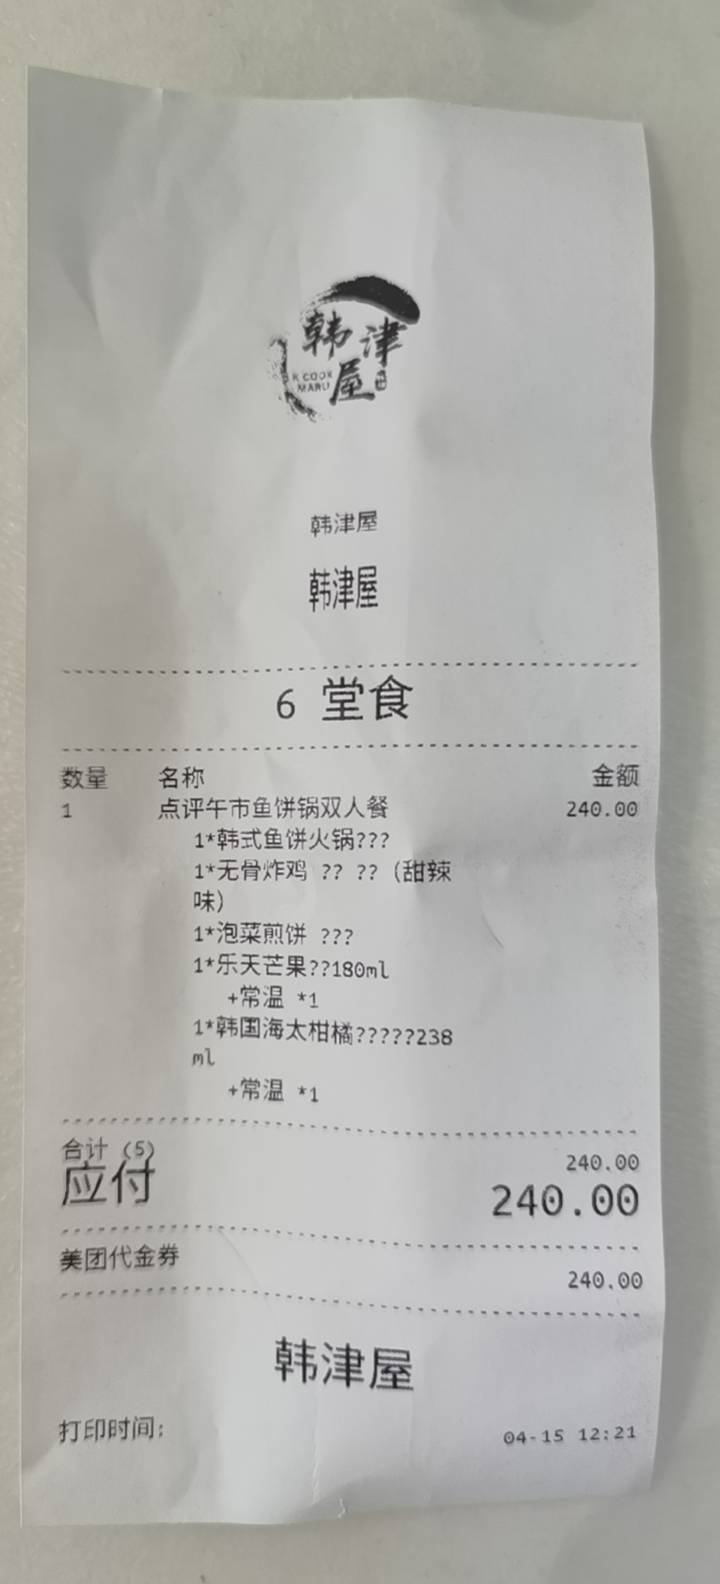 韩津
屋
K COOK
MARU
韩津屋
韩津屋
6 堂食
数量 名称 金额
1 点评午市鱼饼锅双人餐 240.00
1*韩式鱼饼火锅???
1*无骨炸鸡 ?? ?? (甜辣
味)
1*泡菜煎饼 ???
1*乐天芒果??180ml
+常温 *1
1*韩国海太柑橘?????238
ml
+常温 *1
合计 (5) 240.00
应付 240.00
美团代金券 240.00
韩津屋
打印时间: 04-15 12:21